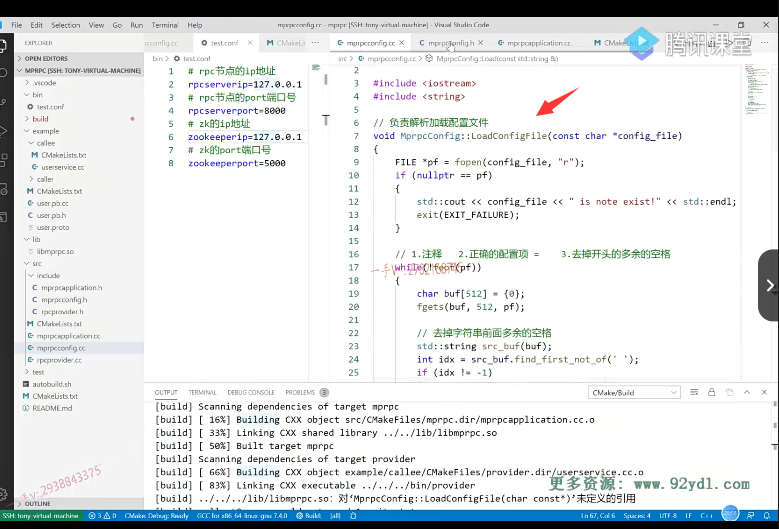 File Edit Selection View Go Run Terminal Help
mprpcconfig.cc - mprpc [SSH: tony-virtual-machine] - Visual Studio Code
腾讯课堂
EXPLORER
OPEN EDITORS
MPRPC [SSH: TONY-VIRTUAL-MACHINE]
.vscode
bin
test.conf
build
example
callee
CMakeLists.txt
userservice.cc
caller
CMakeLists.txt
user.pb.cc
user.pb.h
user.proto
lib
libmprpc.so
src
include
mprpcapplication.h
mprpcconfig.h
rpcprovider.h
CMakeLists.txt
mprpcapplication.cc
mprpcconfig.cc
rpcprovider.cc
test
autobuild.sh
CMakeLists.txt
README.md
OUTLINE
test.conf
bin > test.conf
1 # rpc节点的ip地址
2 rpcserverip=127.0.0.1
3 # rpc节点的port端口号
4 rpcserverport=8000
5 # zk的ip地址
6 zookeeperip=127.0.0.1
7 # zk的port端口号
8 zookeeperport=5000
mprpcconfig.cc mprpcconfig.h mprpcapplication.cc
src > mprpcconfig.cc > MprpcConfig::Load(const std::string &)
2
3 #include <iostream>
4 #include <string>
5
6 // 负责解析加载配置文件
7 void MprpcConfig::LoadConfigFile(const char *config_file)
8 {
9 FILE *pf = fopen(config_file, "r");
10 if (nullptr == pf)
11 {
12 std::cout << config_file << " is note exist!" << std::endl;
13 exit(EXIT_FAILURE);
14 }
15
16 // 1.注释 2.正确的配置项 = 3.去掉开头的多余的空格
17 while(!feof(pf))
18 {
19 char buf[512] = {0};
20 fgets(buf, 512, pf);
21
22 // 去掉字符串前面多余的空格
23 std::string src_buf(buf);
24 int idx = src_buf.find_first_not_of(' ');
25 if (idx != -1)
OUTPUT TERMINAL DEBUG CONSOLE PROBLEMS 3
CMake/Build
[build] Scanning dependencies of target mprpc
[build] [ 16%] Building CXX object src/CMakeFiles/mprpc.dir/mprpcapplication.cc.o
[build] [ 33%] Linking CXX shared library ../../lib/libmprpc.so
[build] [ 50%] Built target mprpc
[build] Scanning dependencies of target provider
[build] [ 66%] Building CXX object example/callee/CMakeFiles/provider.dir/userservice.cc.o
[build] [ 83%] Linking CXX executable ../../../bin/provider
[build] ../../../lib/libmprpc.so: 对‘MprpcConfig::LoadConfigFile(char const*)’未定义的引用
更多资源: www.92ydl.com
SSH: tony-virtual-machine 3 0 CMake: Debug: Ready GCC for x86_64-linux-gnu 7.4.0 Build: [all] Ln 67, Col 6 Spaces: 4 UTF-8 LF C++